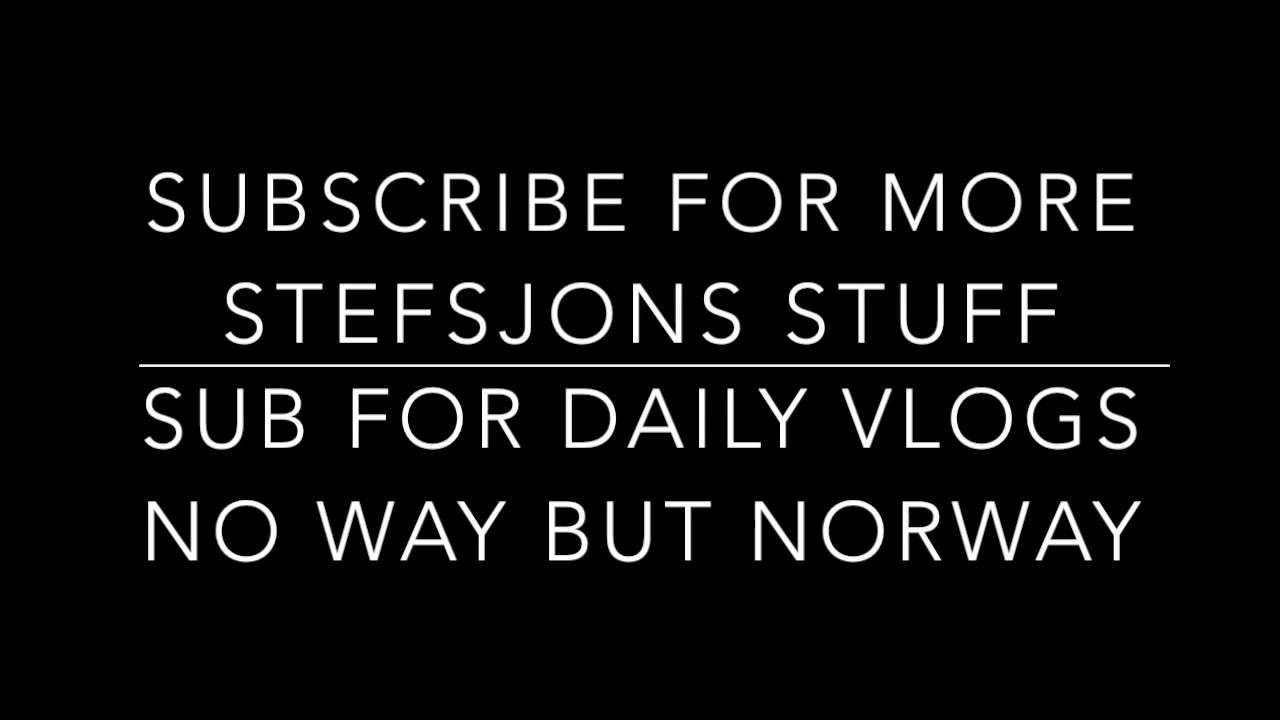 SUBSCRIBE FOR MORE
STEFSJONS STUFF
SUB FOR DAILY VLOGS
NO WAY BUT NORWAY